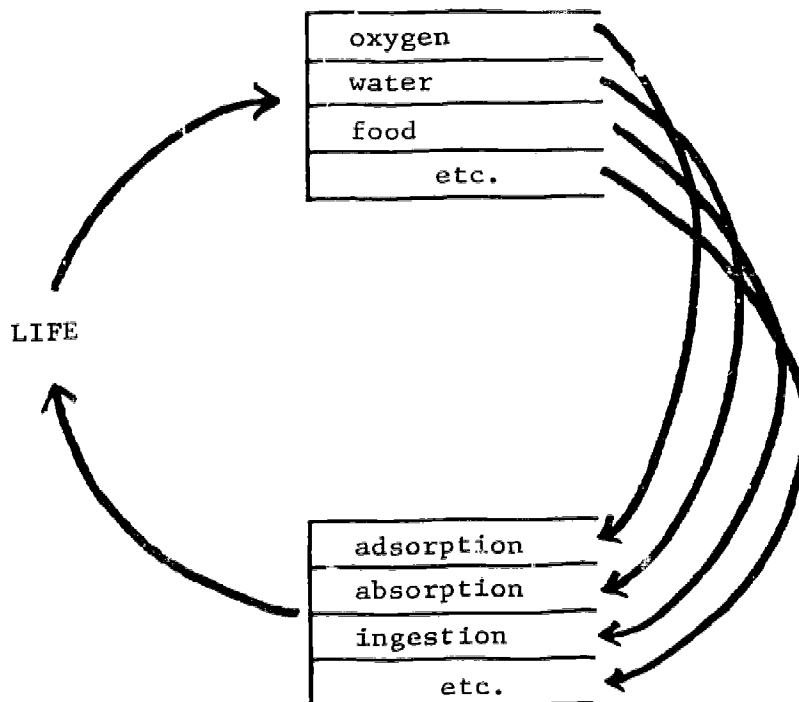 oxygen
water
food
etc.
LIFE
adsorption
absorption
ingestion
etc.